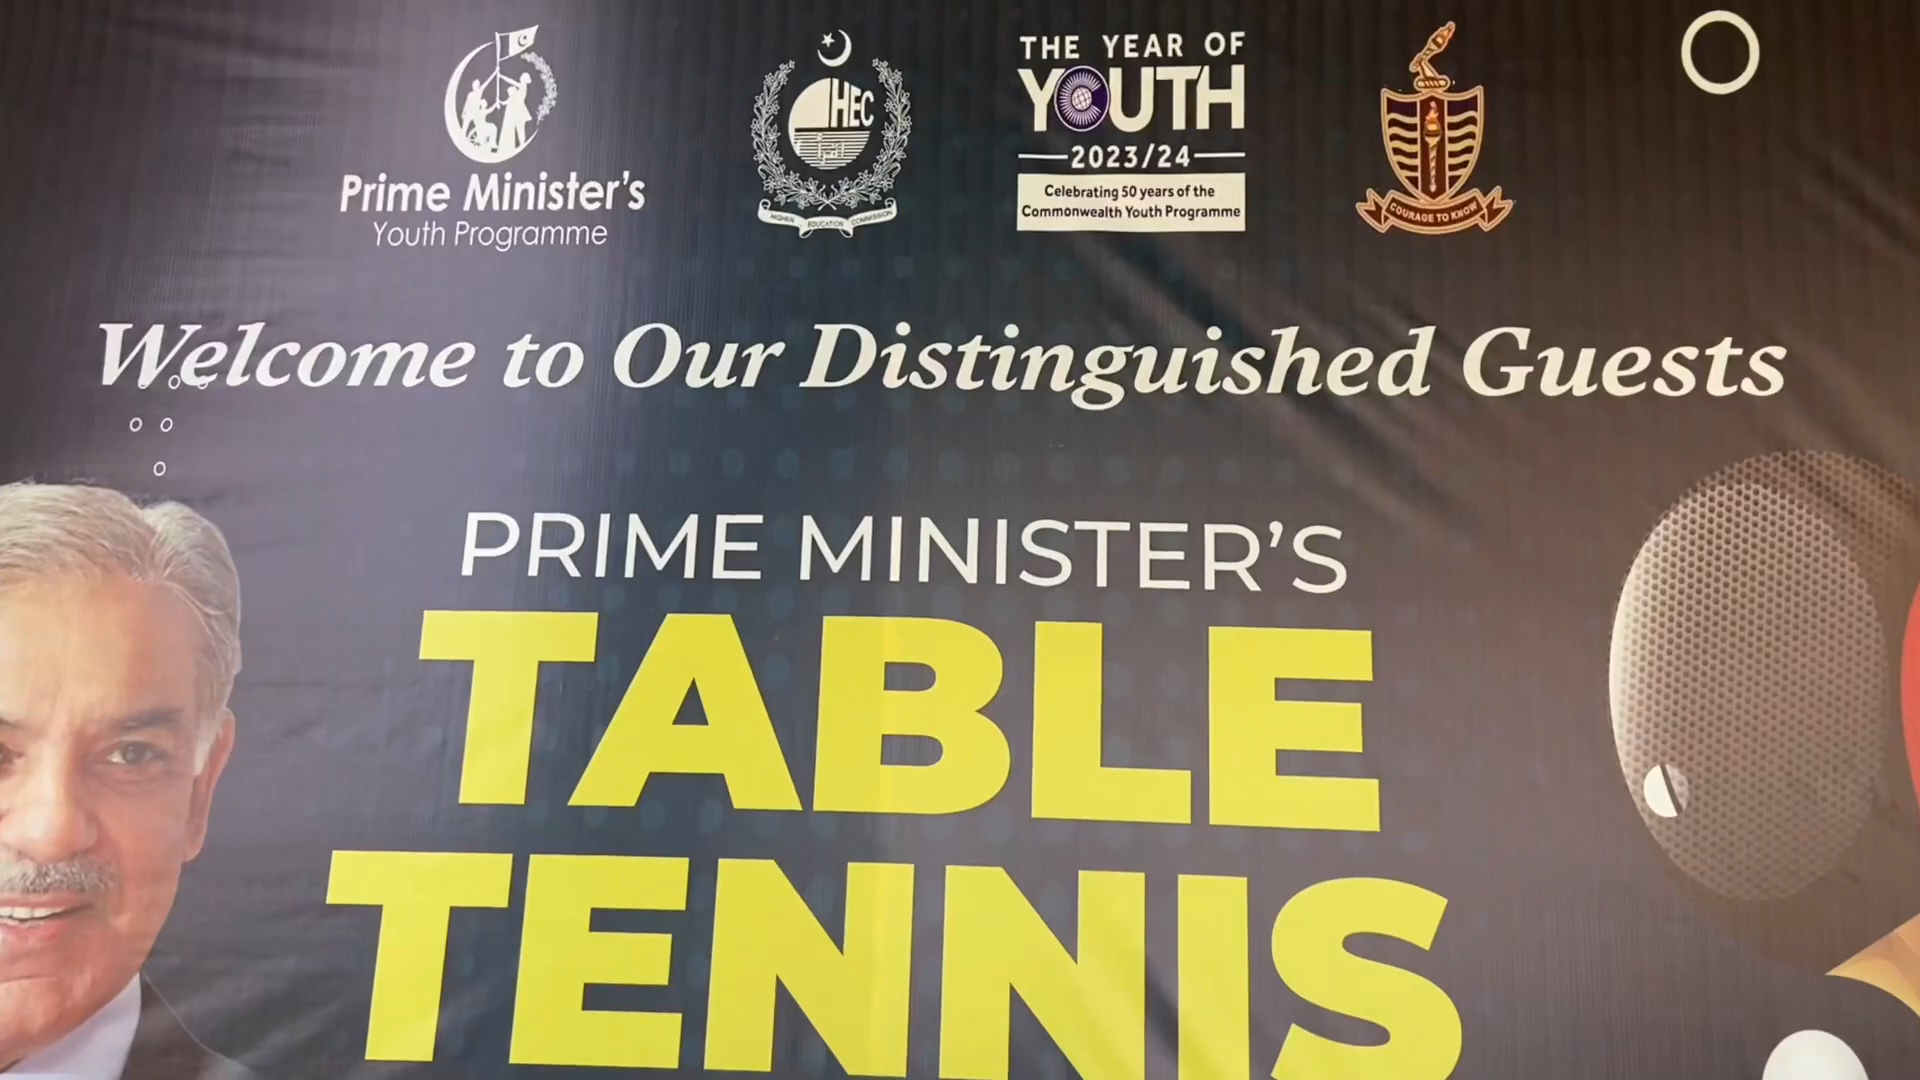 Prime Minister's
Youth Programme
HEC
HIGHER EDUCATION COMMISSION
THE YEAR OF
YOUTH
2023/24
Celebrating 50 years of the
Commonwealth Youth Programme
COURAGE TO KNOW
Welcome to Our Distinguished Guests
PRIME MINISTER'S
TABLE
TENNIS